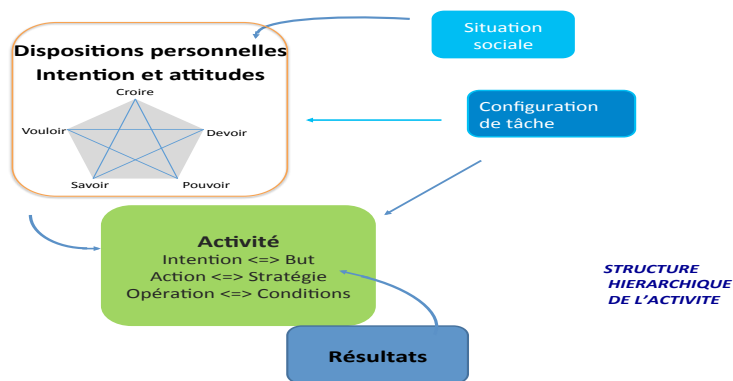 Situation
sociale
Dispositions personnelles
Intention et attitudes
Croire
Vouloir
Devoir
Savoir
Pouvoir
Configuration
de tâche
Activité
Intention <=> But
Action <=> Stratégie
Opération <=> Conditions
STRUCTURE
HIERARCHIQUE
DE L'ACTIVITE
Résultats